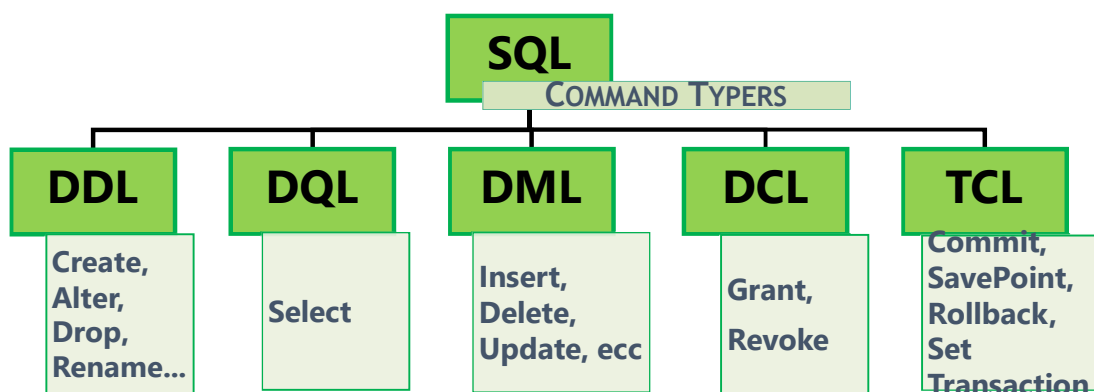 SQL
COMMAND TYPERS
DDL
Create,
Alter,
Drop,
Rename...
DQL
Select
DML
Insert,
Delete,
Update, ecc
DCL
Grant,
Revoke
TCL
Commit,
SavePoint,
Rollback,
Set
Transaction